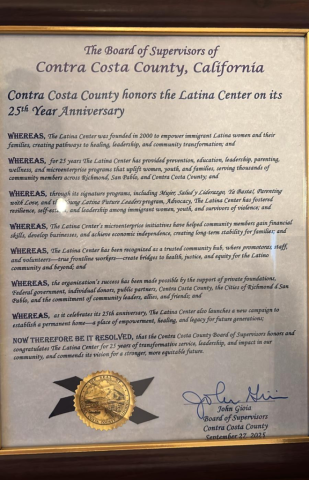 The Board of Supervisors of
Contra Costa County, California
Contra Costa County honors the Latina Center on its
25th Year Anniversary
WHEREAS, The Latina Center was founded in 2000 to empower immigrant Latina women and their
families, creating pathways to healing, leadership, and community transformation; and
WHEREAS, for 25 years The Latina Center has provided prevention, education, leadership, parenting,
wellness, and microenterprise programs that uplift women, youth, and families, serving thousands of
community members across Richmond, San Pablo, and Contra Costa County; and
WHEREAS, through its signature programs, including Mujer, Salud y Liderazgo, Ya Basta!, Parenting
with Love, and Latina Future Leaders program, Advocacy, The Latina Center has fostered
resilience, and leadership among immigrant women, youth, and survivors of violence; and
WHEREAS, The Latina Center's microenterprise initiatives have helped community members gain financial
skills, develop businesses, and achieve economic independence, creating long term stability for families; and
WHEREAS, The Latina Center has been recognized as a trusted community hub, where promotoras, staff,
and volunteers—true frontline workers—create bridges to health, justice, and equity for the Latino
community and beyond; and
WHEREAS, the organization's success has been made possible by the support of private foundations,
Federal government, individual donors, public partners, Contra Costa County, the Cities of Richmond & San
Pablo, and the commitment of community leaders, allies, and friends; and
WHEREAS, as it celebrates its 25th anniversary, The Latina Center also launches a new campaign to
establish a permanent home—a place of empowerment, healing, and legacy for future generations;
NOW THEREFORE BE IT RESOLVED, that the Contra Costa County Board of Supervisors honors and
congratulates The Latina Center for 25 years of transformative service, leadership, and impact in our
community, and commends its vision for a stronger, more equitable future.
John Gioia
Board of Supervisors
Contra Costa County
September 27, 2025